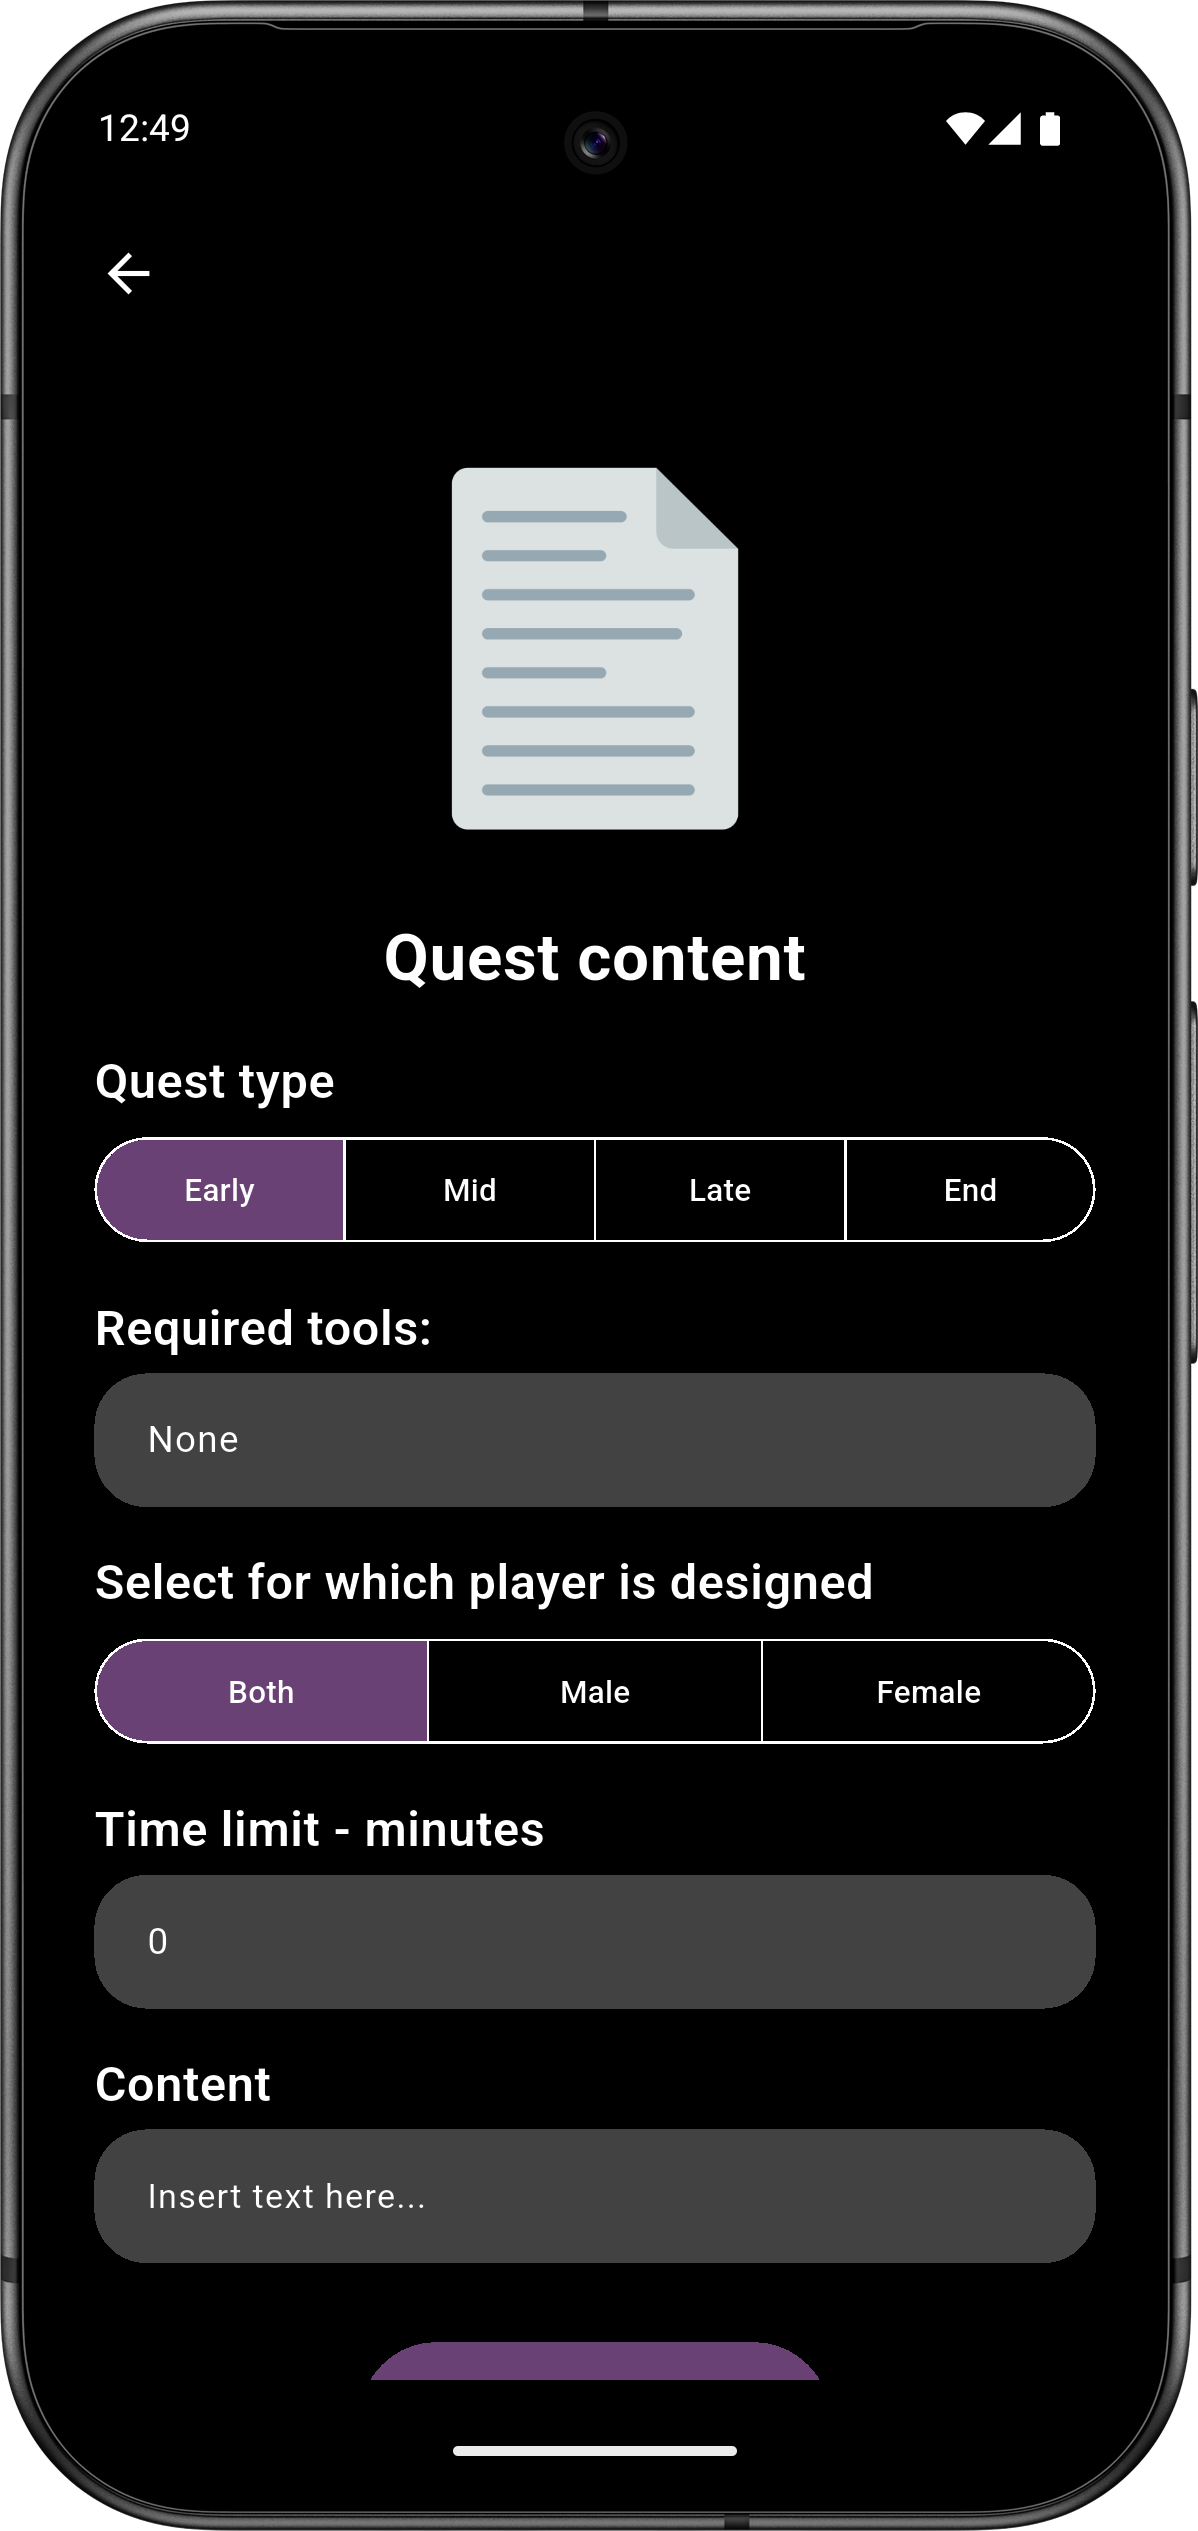 12:49
Quest content
Quest type
Early Mid Late End
Required tools:
None
Select for which player is designed
Both Male Female
Time limit - minutes
0
Content
Insert text here...